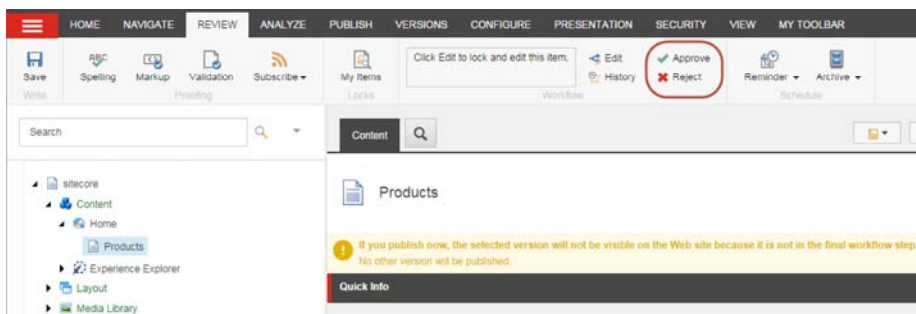 HOME NAVIGATE REVIEW ANALYZE PUBLISH VERSIONS CONFIGURE PRESENTATION SECURITY VIEW MY TOOLBAR
ABC
Click Edit to lock and edit this item. Edit Approve
Save Spelling Markup Validation Subscribe My Items History Reject Reminder Archive
Write Proofing Locks Workflow Schedule
Search
Content
sitecore
Content
Home
Products
Experience Explorer
Layout
Media Library
Products
If you publish now, the selected version will not be visible on the Web site because it is not in the final workflow step
No other version will be published.
Quick Info